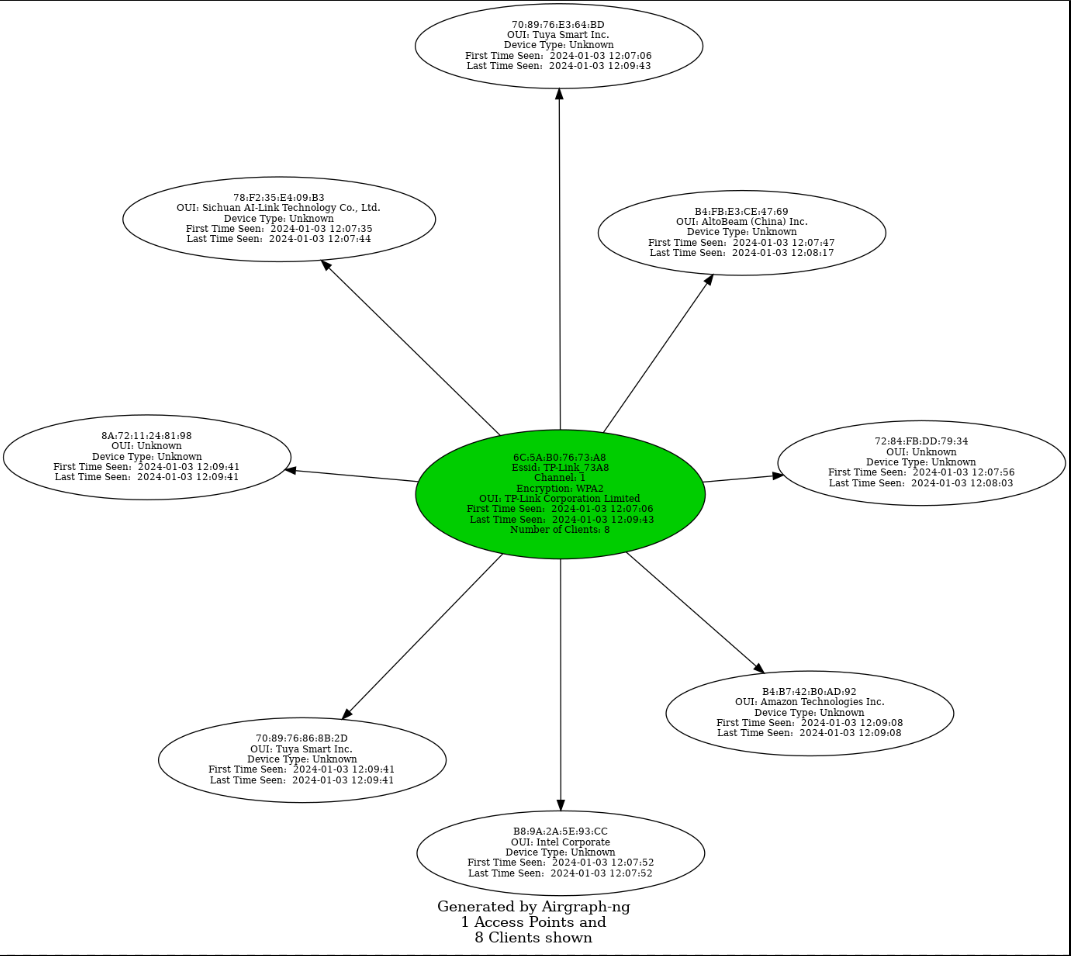 70:89:76:E3:64:BD
OUI: Tuya Smart Inc.
Device Type: Unknown
First Time Seen: 2024-01-03 12:07:06
Last Time Seen: 2024-01-03 12:09:43
78:F2:35:E4:09:B3
OUI: Sichuan AI-Link Technology Co., Ltd.
Device Type: Unknown
First Time Seen: 2024-01-03 12:07:35
Last Time Seen: 2024-01-03 12:07:44
B4:FB:E3:CE:47:69
OUI: AltoBeam (China) Inc.
Device Type: Unknown
First Time Seen: 2024-01-03 12:07:47
Last Time Seen: 2024-01-03 12:08:17
8A:72:11:24:81:98
OUI: Unknown
Device Type: Unknown
First Time Seen: 2024-01-03 12:09:41
Last Time Seen: 2024-01-03 12:09:41
6C:5A:B0:76:73:A8
Essid: TP-Link_73A8
Channel: 1
Encryption: WPA2
OUI: TP-Link Corporation Limited
First Time Seen: 2024-01-03 12:07:06
Last Time Seen: 2024-01-03 12:09:43
Number of Clients: 8
72:84:FB:DD:79:34
OUI: Unknown
Device Type: Unknown
First Time Seen: 2024-01-03 12:07:56
Last Time Seen: 2024-01-03 12:08:03
B4:B7:42:B0:AD:92
OUI: Amazon Technologies Inc.
Device Type: Unknown
First Time Seen: 2024-01-03 12:09:08
Last Time Seen: 2024-01-03 12:09:08
70:89:76:86:8B:2D
OUI: Tuya Smart Inc.
Device Type: Unknown
First Time Seen: 2024-01-03 12:09:41
Last Time Seen: 2024-01-03 12:09:41
B8:9A:2A:5E:93:CC
OUI: Intel Corporate
Device Type: Unknown
First Time Seen: 2024-01-03 12:07:52
Last Time Seen: 2024-01-03 12:07:52
Generated by Airgraph-ng
1 Access Points and
8 Clients shown